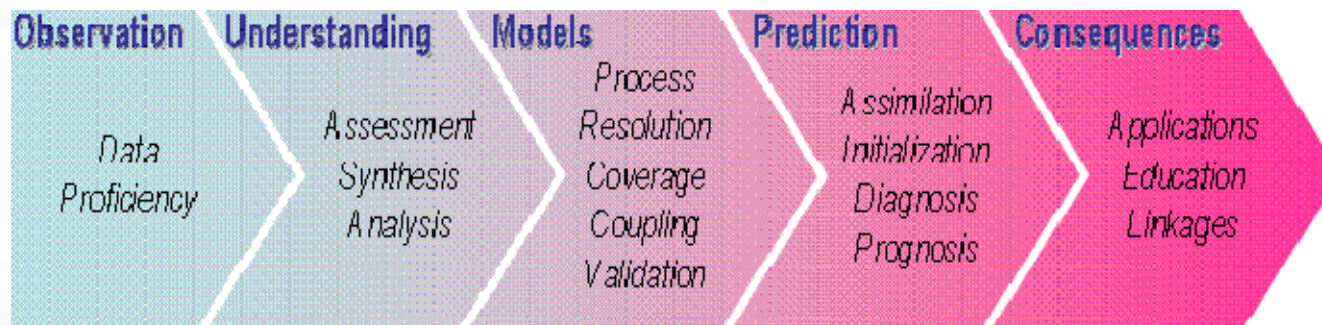 Observation
Data
Proficiency
Understanding
Assessment
Synthesis
Analysis
Models
Process
Resolution
Coverage
Coupling
Validation
Prediction
Assimilation
Initialization
Diagnosis
Prognosis
Consequences
Applications
Education
Linkages